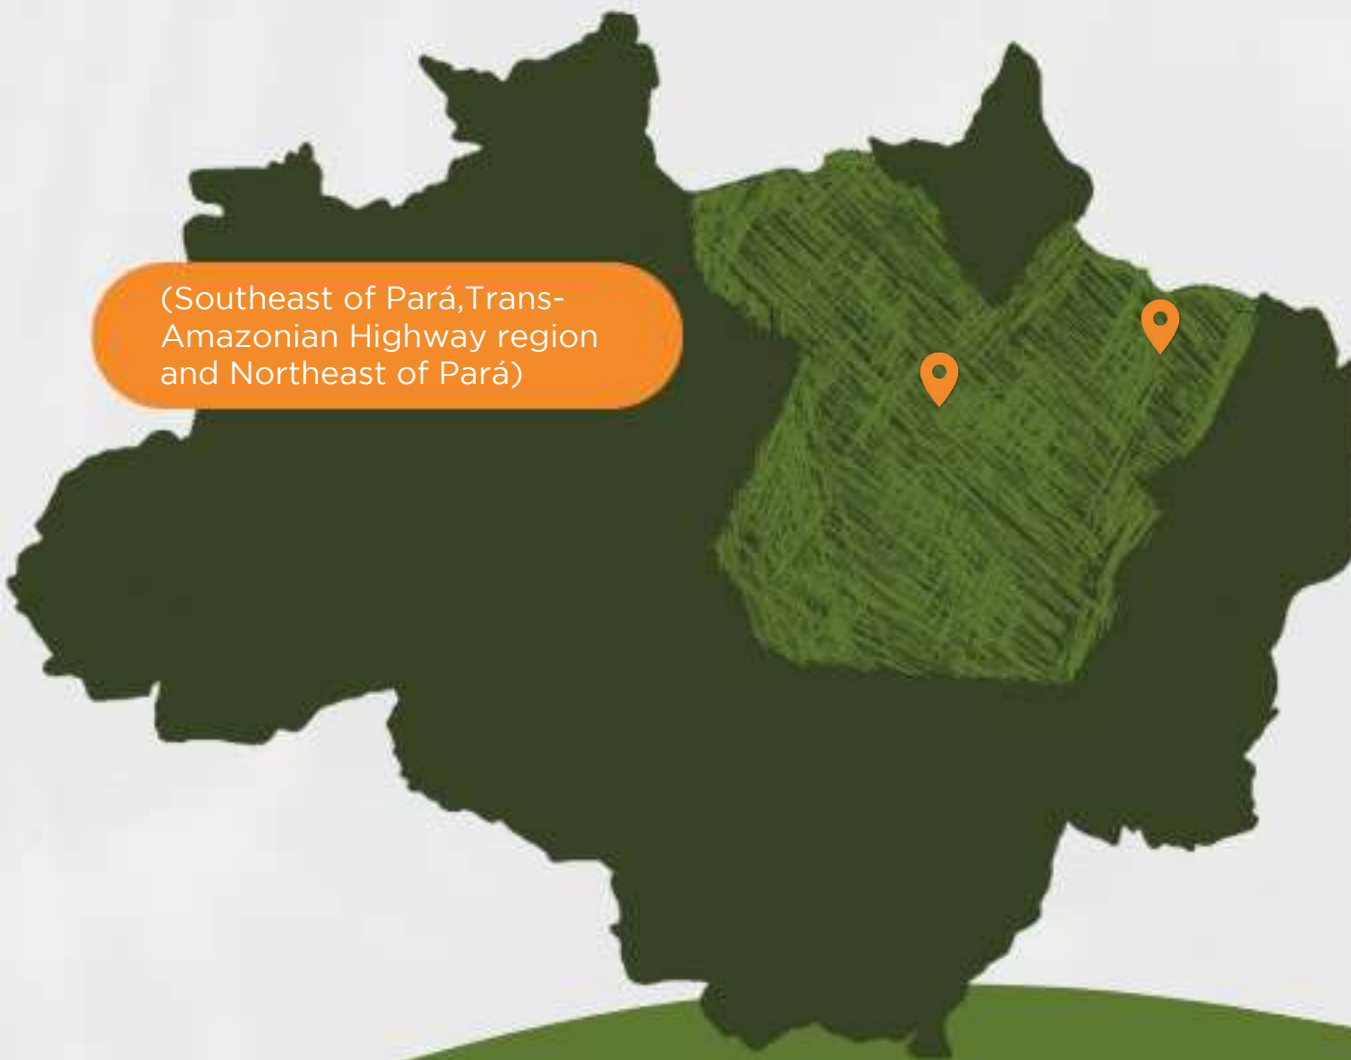 (Southeast of Pará,Trans-
Amazonian Highway region
and Northeast of Pará)